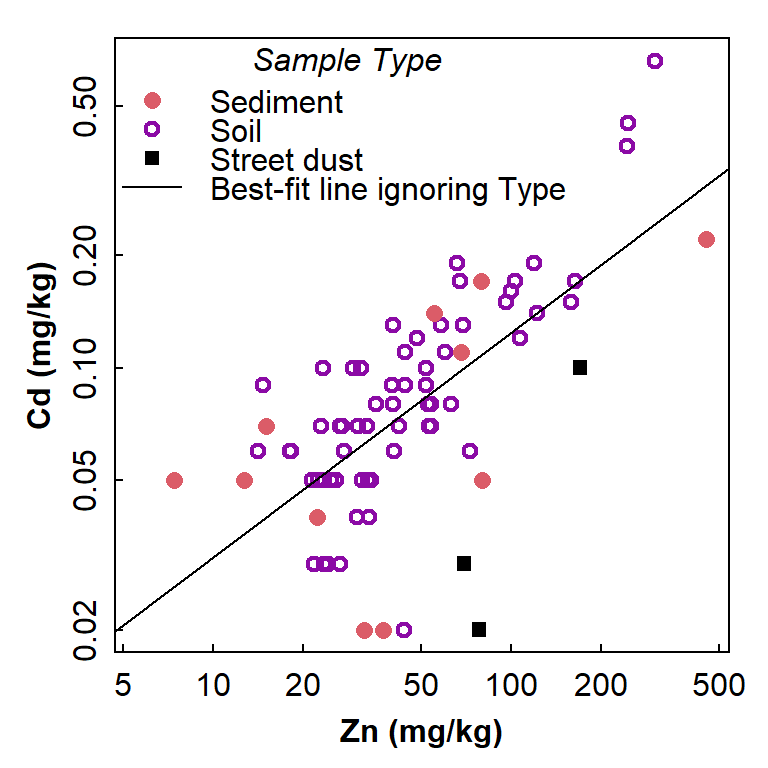 Sample Type
Sediment
Soil
Street dust
Best-fit line ignoring Type
Cd (mg/kg)
0.50
0.20
0.10
0.05
0.02
5 10 20 50 100 200 500
Zn (mg/kg)